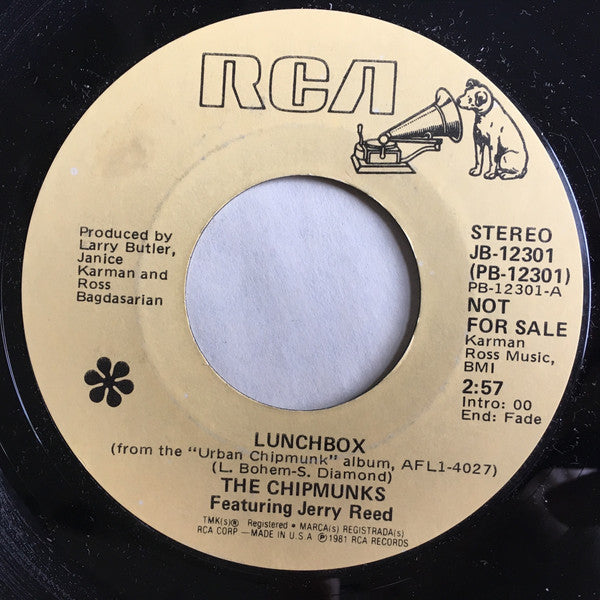 RCA
Produced by
Larry Butler,
Janice
Karman and
Ross
Bagdasarian
STEREO
JB-12301
(PB-12301)
PB-12301-A
NOT
FOR SALE
Karman
Ross Music,
BMI
2:57
Intro: 00
End: Fade
LUNCHBOX
(from the "Urban Chipmunk" album, AFL1-4027)
(L. Bohem-S. Diamond)
THE CHIPMUNKS
Featuring Jerry Reed
TMK(s)® Registered • MARCA(s) REGISTRADA(s)
RCA CORP—MADE IN U.S.A ℗1981 RCA RECORDS